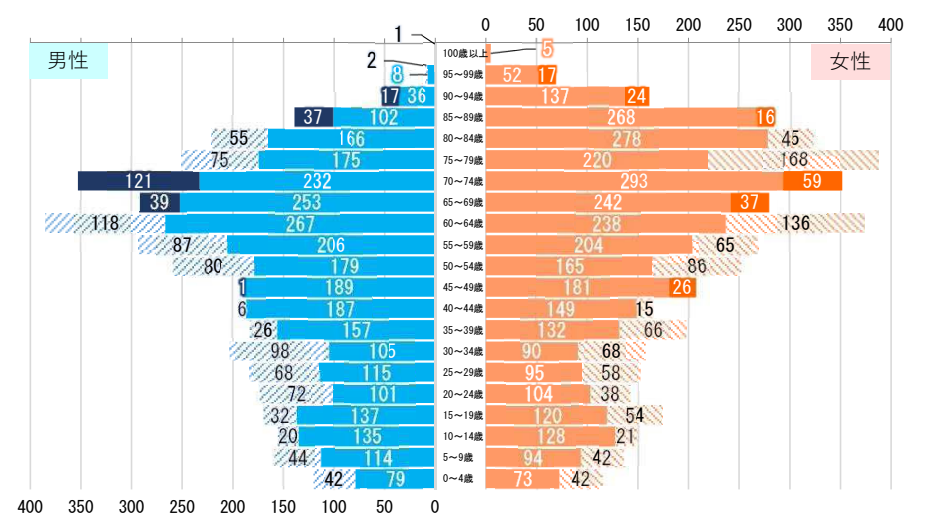 0 50 100 150 200 250 300 350 400
男性
女性
1 100歳以上 5
2 8 95～99歳 52 17
17 36 90～94歳 137 24
37 102 85～89歳 268 16
55 166 80～84歳 278 45
75 175 75～79歳 220 168
121 232 70～74歳 293 59
39 253 65～69歳 242 37
118 267 60～64歳 238 136
87 206 55～59歳 204 65
80 179 50～54歳 165 86
1 189 45～49歳 181 26
6 187 40～44歳 149 15
26 157 35～39歳 132 66
98 105 30～34歳 90 68
68 115 25～29歳 95 58
72 101 20～24歳 104 38
32 137 15～19歳 120 54
20 135 10～14歳 128 21
44 114 5～9歳 94 42
42 79 0～4歳 73 42
400 350 300 250 200 150 100 50 0